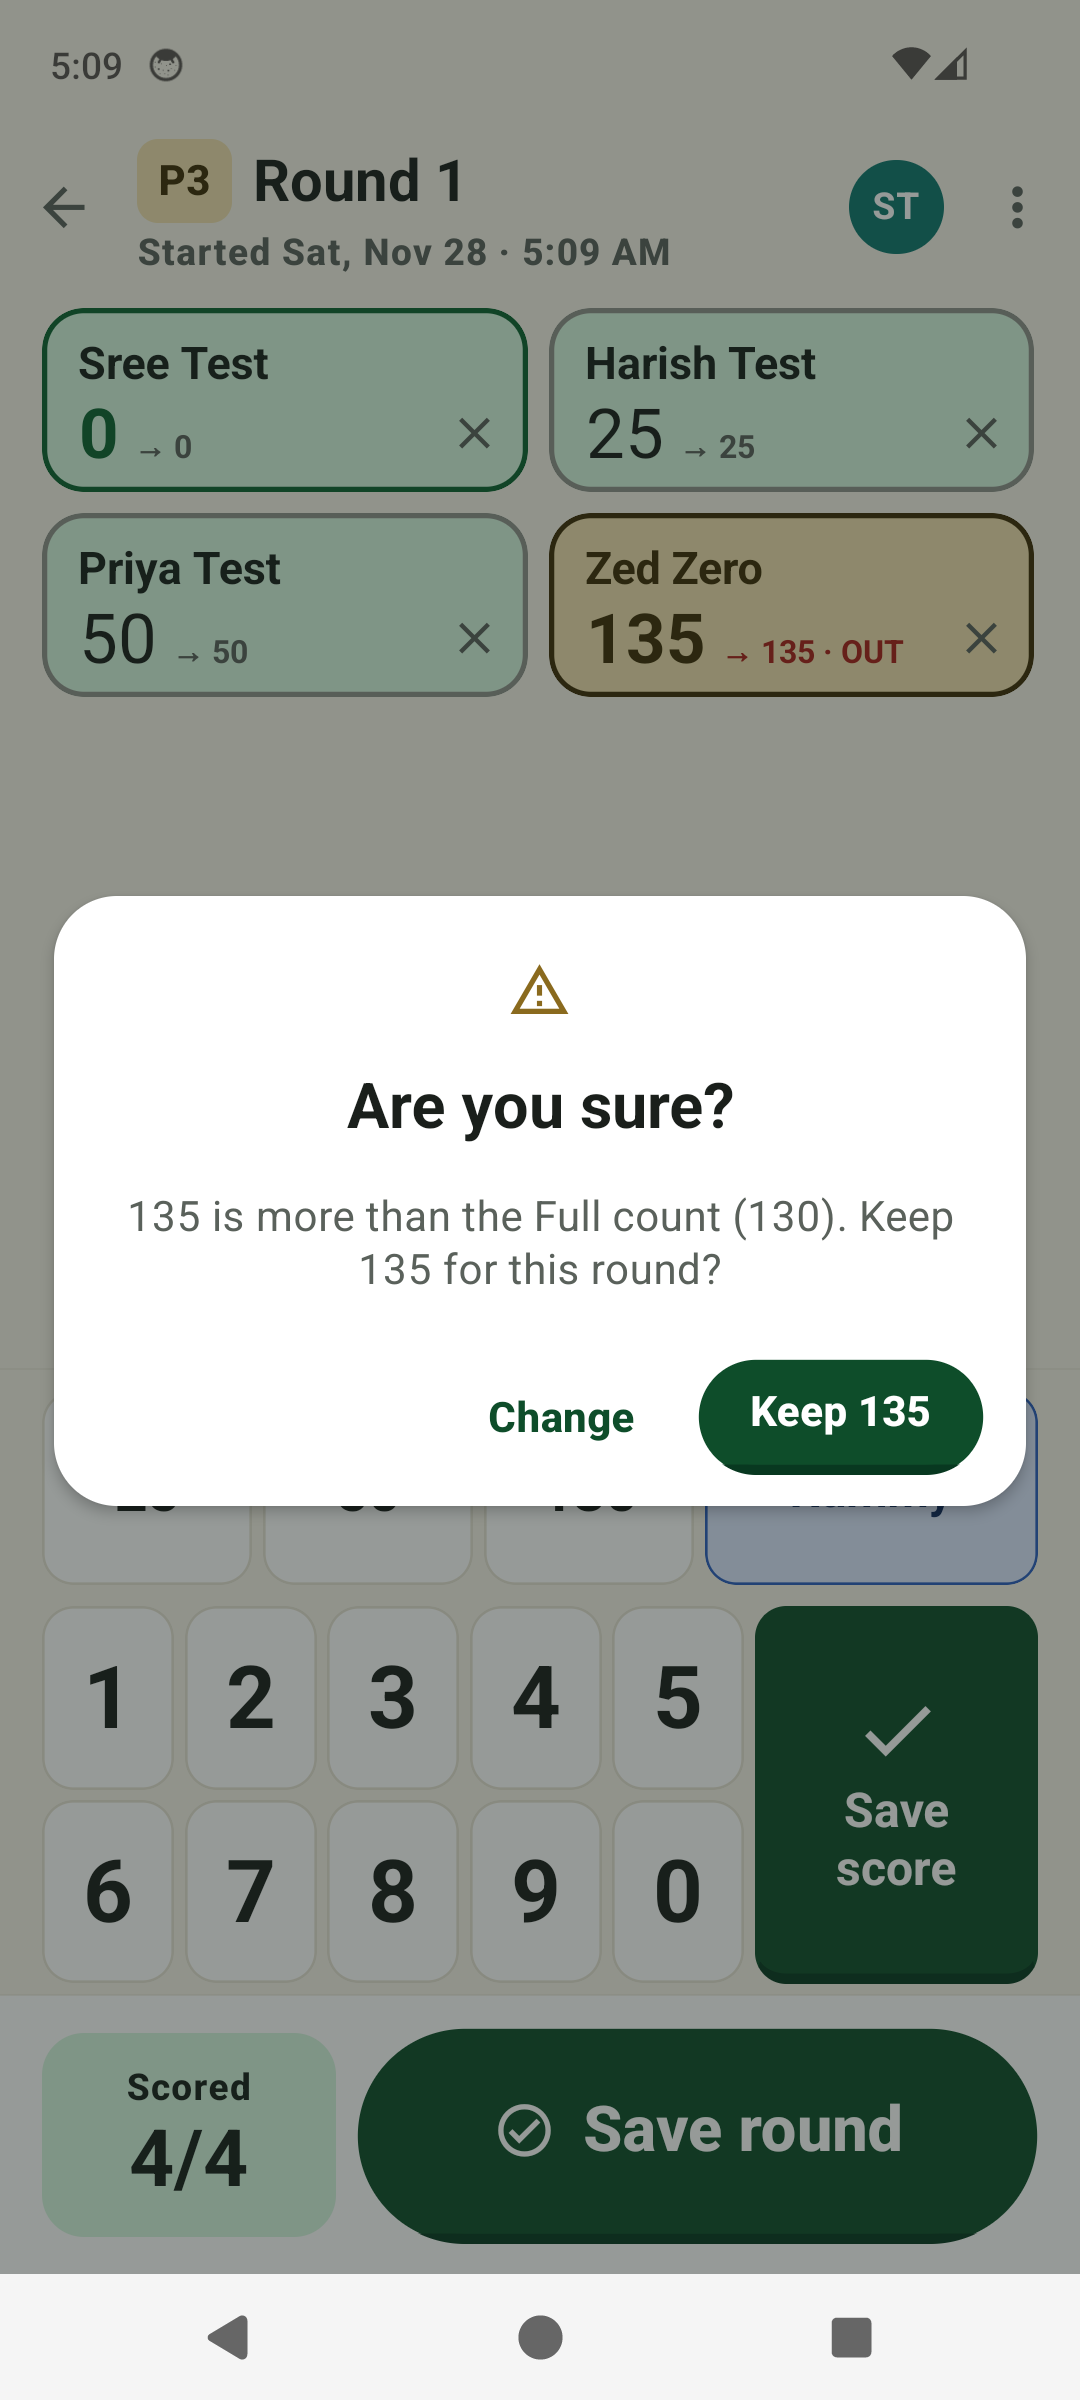 5:09
P3 Round 1
Started Sat, Nov 28 · 5:09 AM
ST
Sree Test
0 → 0
Harish Test
25 → 25
Priya Test
50 → 50
Zed Zero
135 → 135 · OUT
Are you sure?
135 is more than the Full count (130). Keep
135 for this round?
Change
Keep 135
1 2 3 4 5
6 7 8 9 0
Save
score
Scored
4/4
Save round